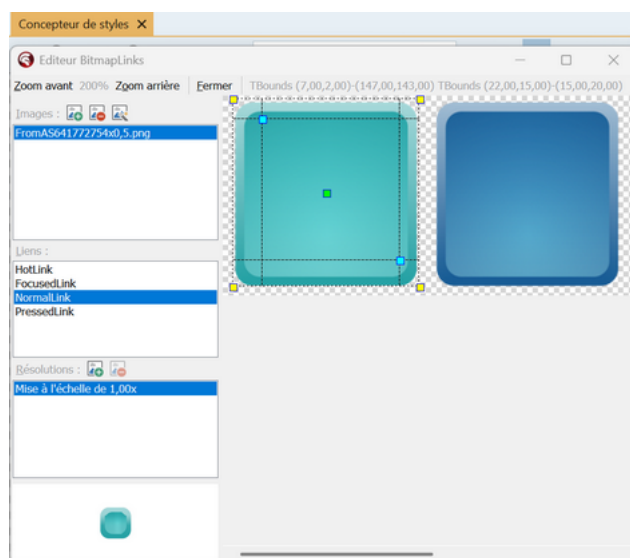 Concepteur de styles
Editeur BitmapLinks
Zoom avant 200% Zoom arrière Fermer TBounds (7,00,2,00)-(147,00,143,00) TBounds (22,00,15,00)-(15,00,20,00)
Images :
FromAS641772754x0,5.png
Liens :
HotLink
FocusedLink
NormalLink
PressedLink
Résolutions :
Mise à l'échelle de 1,00x